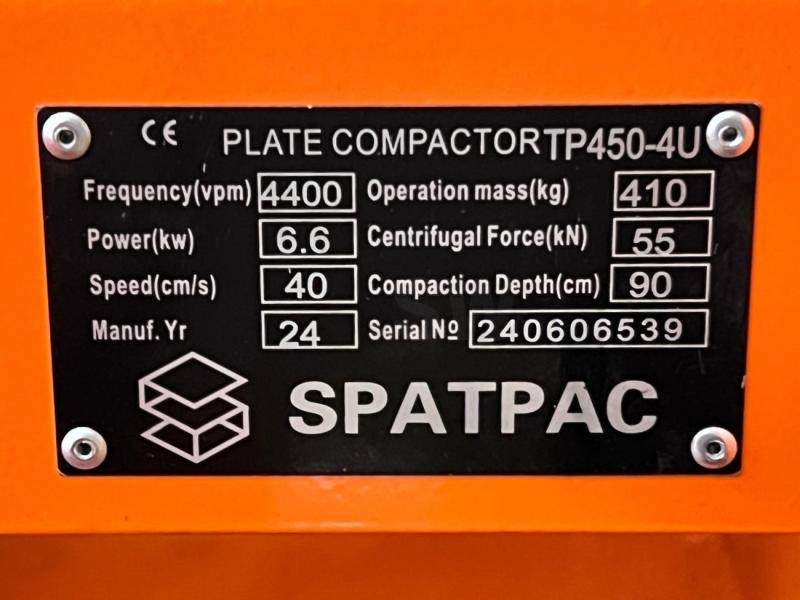 CE PLATE COMPACTOR TP450-4U
Frequency(vpm) 4400 Operation mass(kg) 410
Power(kw) 6.6 Centrifugal Force(kN) 55
Speed(cm/s) 40 Compaction Depth(cm) 90
Manuf. Yr 24 Serial Nº 240606539
SPATPAC